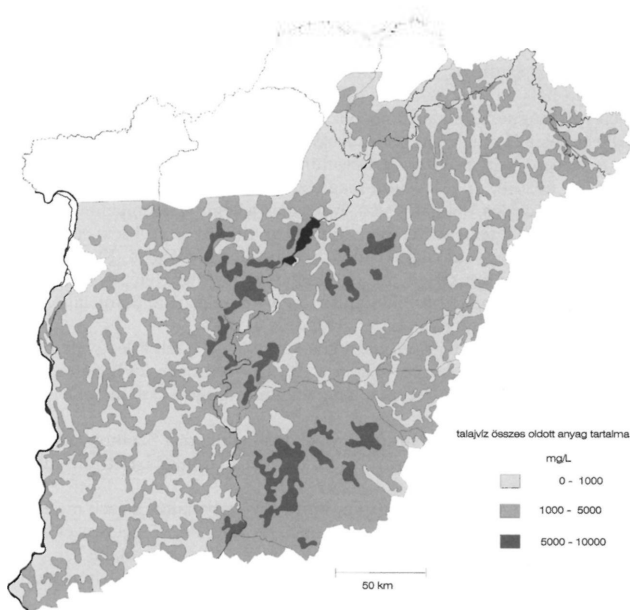 talajvíz összes oldott anyag tartalma
mg/L
0 - 1000
1000 - 5000
5000 - 10000
50 km